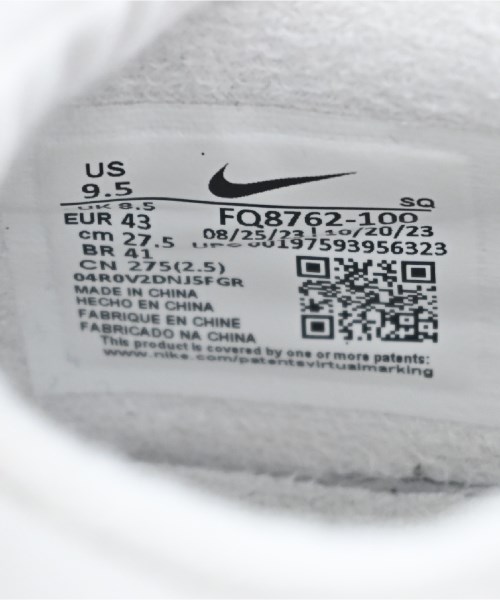 US
9.5
UK 8.5
SQ
EUR 43
FQ8762-100
cm 27.5
08/25/23 | 10/20/23
BR 41
UPC 00197593956323
CN 275(2.5)
04R0V2DNJ5FGR
MADE IN CHINA
HECHO EN CHINA
FABRIQUE EN CHINE
FABRICADO NA CHINA
This product is covered by one or more patents:
www.nike.com/patentsvirtualmarking